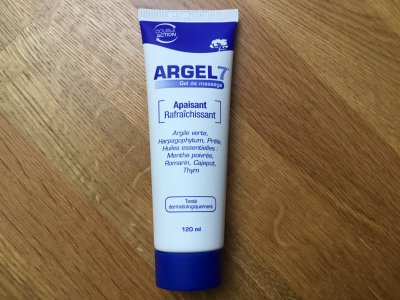 DOUBLE
ACTION
ARGEL7
Gel de massage
Apaisant
Rafraîchissant
Argile verte,
Harpagophytum, Prêle,
Huiles essentielles :
Menthe poivrée,
Romarin, Cajeput,
Thym
Testé
dermatologiquement
120 ml